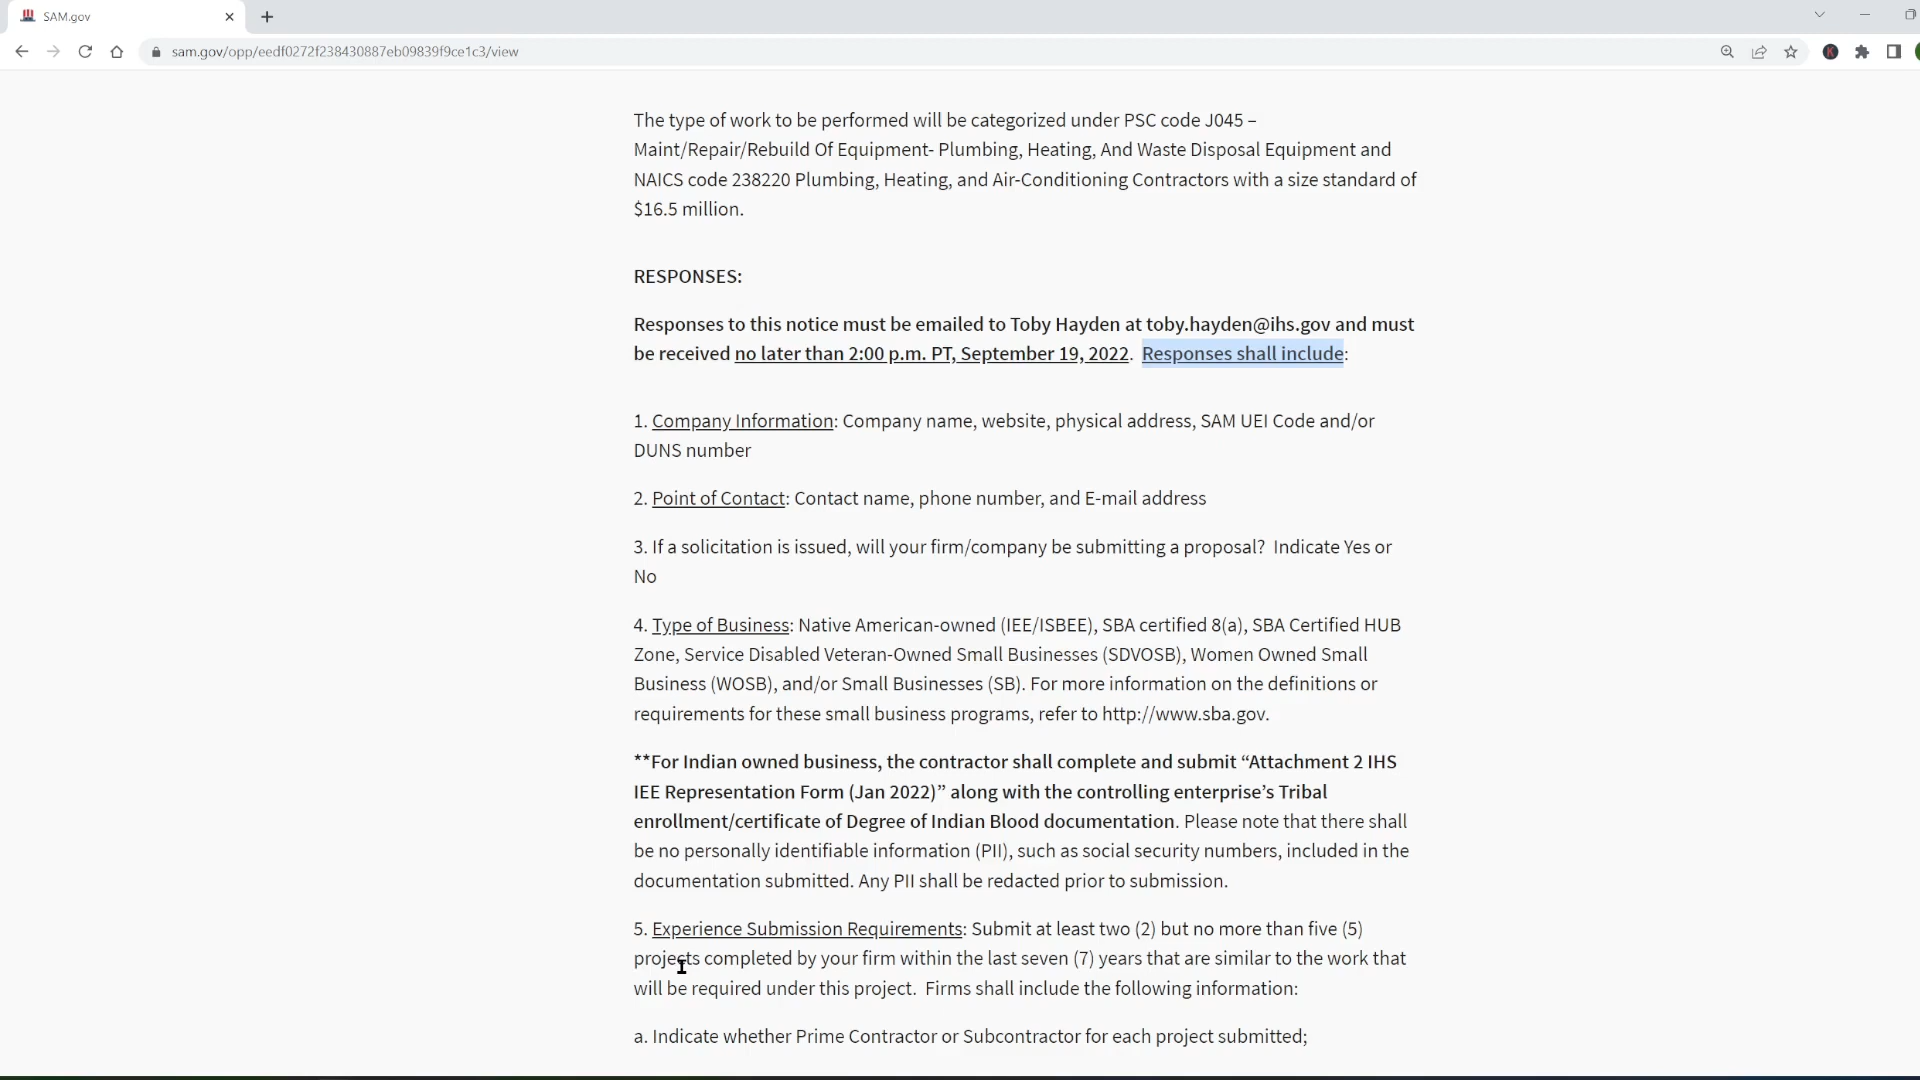 SAM.gov
sam.gov/opp/eedf0272f238430887eb09839f9ce1c3/view
The type of work to be performed will be categorized under PSC code J045 –
Maint/Repair/Rebuild Of Equipment- Plumbing, Heating, And Waste Disposal Equipment and
NAICS code 238220 Plumbing, Heating, and Air-Conditioning Contractors with a size standard of
$16.5 million.
RESPONSES:
Responses to this notice must be emailed to Toby Hayden at toby.hayden@ihs.gov and must
be received no later than 2:00 p.m. PT, September 19, 2022.  Responses shall include:
1. Company Information: Company name, website, physical address, SAM UEI Code and/or
DUNS number
2. Point of Contact: Contact name, phone number, and E-mail address
3. If a solicitation is issued, will your firm/company be submitting a proposal?  Indicate Yes or
No
4. Type of Business: Native American-owned (IEE/ISBEE), SBA certified 8(a), SBA Certified HUB
Zone, Service Disabled Veteran-Owned Small Businesses (SDVOSB), Women Owned Small
Business (WOSB), and/or Small Businesses (SB). For more information on the definitions or
requirements for these small business programs, refer to http://www.sba.gov.
**For Indian owned business, the contractor shall complete and submit “Attachment 2 IHS
IEE Representation Form (Jan 2022)” along with the controlling enterprise’s Tribal
enrollment/certificate of Degree of Indian Blood documentation. Please note that there shall
be no personally identifiable information (PII), such as social security numbers, included in the
documentation submitted. Any PII shall be redacted prior to submission.
5. Experience Submission Requirements: Submit at least two (2) but no more than five (5)
projects completed by your firm within the last seven (7) years that are similar to the work that
will be required under this project.  Firms shall include the following information:
a. Indicate whether Prime Contractor or Subcontractor for each project submitted;